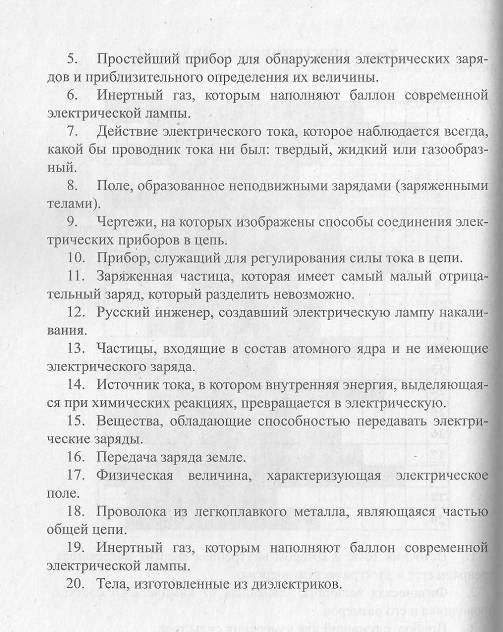 5. Простейший прибор для обнаружения электрических заря-
дов и приблизительного определения их величины.
6. Инертный газ, которым наполняют баллон современной
электрической лампы.
7. Действие электрического тока, которое наблюдается всегда,
какой бы проводник тока ни был: твердый, жидкий или газообраз-
ный.
8. Поле, образованное неподвижными зарядами (заряженными
телами).
9. Чертежи, на которых изображены способы соединения элек-
трических приборов в цепь.
10. Прибор, служащий для регулирования силы тока в цепи.
11. Заряженная частица, которая имеет самый малый отрица-
тельный заряд, который разделить невозможно.
12. Русский инженер, создавший электрическую лампу накали-
вания.
13. Частицы, входящие в состав атомного ядра и не имеющие
электрического заряда.
14. Источник тока, в котором внутренняя энергия, выделяющая-
ся при химических реакциях, превращается в электрическую.
15. Вещества, обладающие способностью передавать электри-
ческие заряды.
16. Передача заряда земле.
17. Физическая величина, характеризующая электрическое
поле.
18. Проволока из легкоплавкого металла, являющаяся частью
общей цепи.
19. Инертный газ, которым наполняют баллон современной
электрической лампы.
20. Тела, изготовленные из диэлектриков.